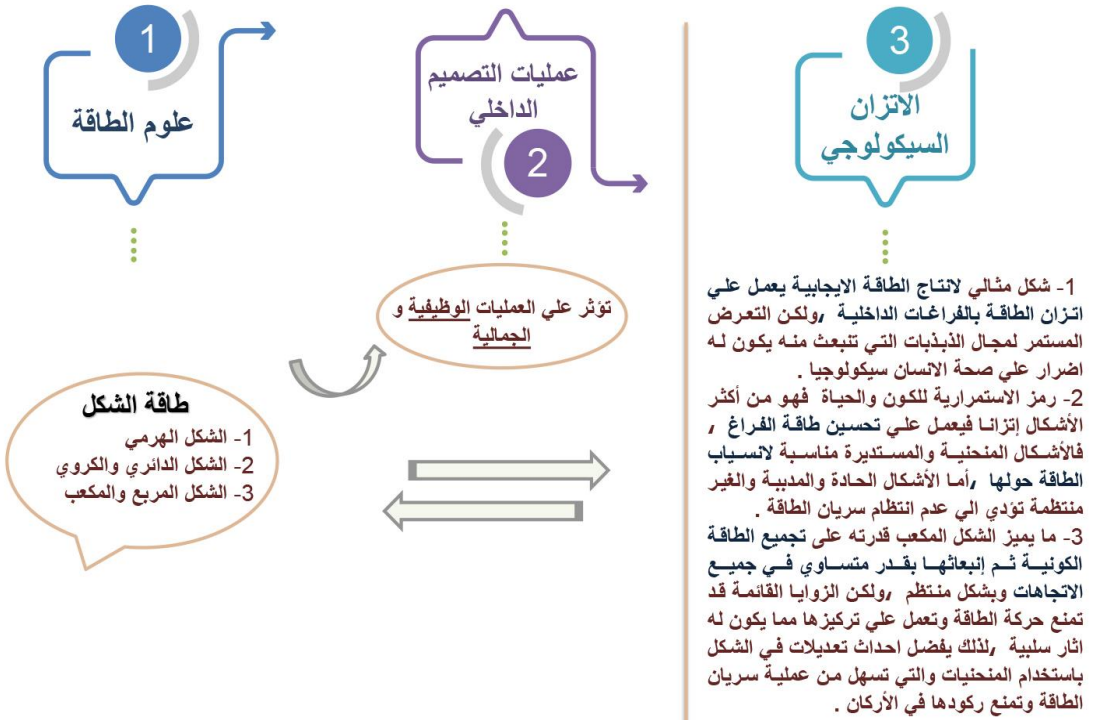 1
علوم الطاقة
طاقة الشكل
1- الشكل الهرمي
2- الشكل الدائري والكروي
3- الشكل المربع والمكعب
عمليات التصميم
الداخلي
2
تؤثر علي العمليات الوظيفية و
الجمالية
3
الاتزان
السيكولوجي
1- شكل مثالي لانتاج الطاقة الايجابية يعمل علي
اتزان الطاقة بالفراغات الداخلية ,ولكن التعرض
المستمر لمجال الذبذبات التي تنبعث منه يكون له
اضرار علي صحة الانسان سيكولوجيا .
2- رمز الاستمرارية للكون والحياة فهو من أكثر
الأشكال إتزانا فيعمل علي تحسين طاقة الفراغ ,
فالأشكال المنحنية والمستديرة مناسبة لانسياب
الطاقة حولها ,أما الأشكال الحادة والمدببة والغير
منتظمة تؤدي الي عدم انتظام سريان الطاقة .
3- ما يميز الشكل المكعب قدرته على تجميع الطاقة
الكونية ثم إنبعاثها بقدر متساوي في جميع
الاتجاهات وبشكل منتظم ,ولكن الزوايا القائمة قد
تمنع حركة الطاقة وتعمل علي تركيزها مما يكون له
اثار سلبية ,لذلك يفضل احداث تعديلات في الشكل
باستخدام المنحنيات والتي تسهل من عملية سريان
الطاقة وتمنع ركودها في الأركان .